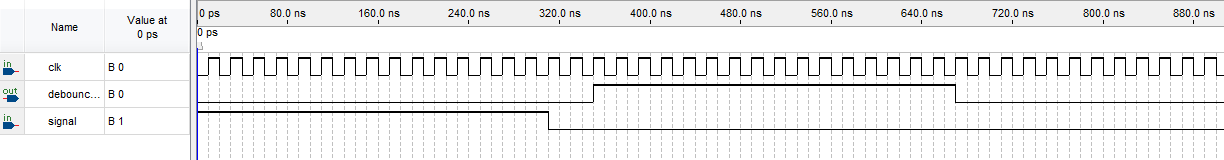 Name
Value at
0 ps
0 ps
80.0 ns
160.0 ns
240.0 ns
320.0 ns
400.0 ns
480.0 ns
560.0 ns
640.0 ns
720.0 ns
800.0 ns
880.0 ns
0 ps
in
clk
B 0
out
debounc...
B 0
in
signal
B 1